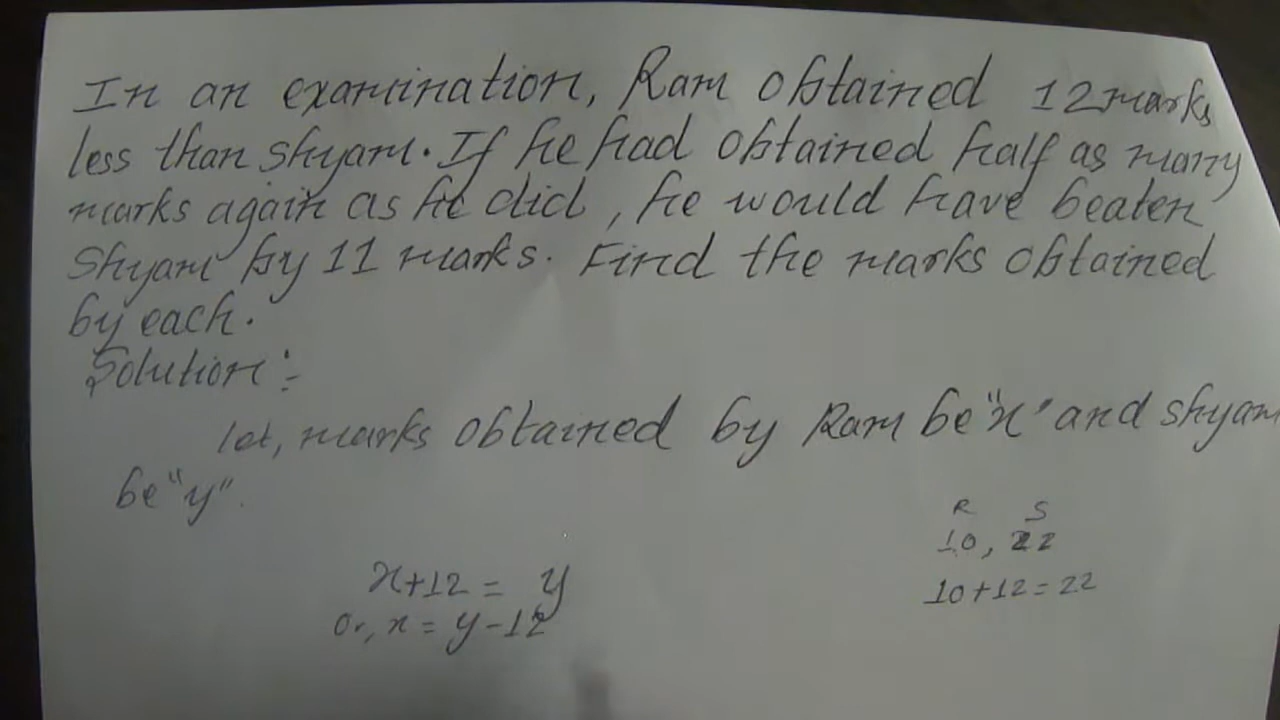 In an examination, Ram obtained 12 marks
less than Shyam. If he had obtained half as many
marks again as he did, he would have beaten
Shyam by 11 marks. Find the marks obtained
by each.
Solution:-
let, marks obtained by Ram be "x" and shyam
be "y".
R S
10, 22
10+12=22
x+12 = y
Or, x = y-12